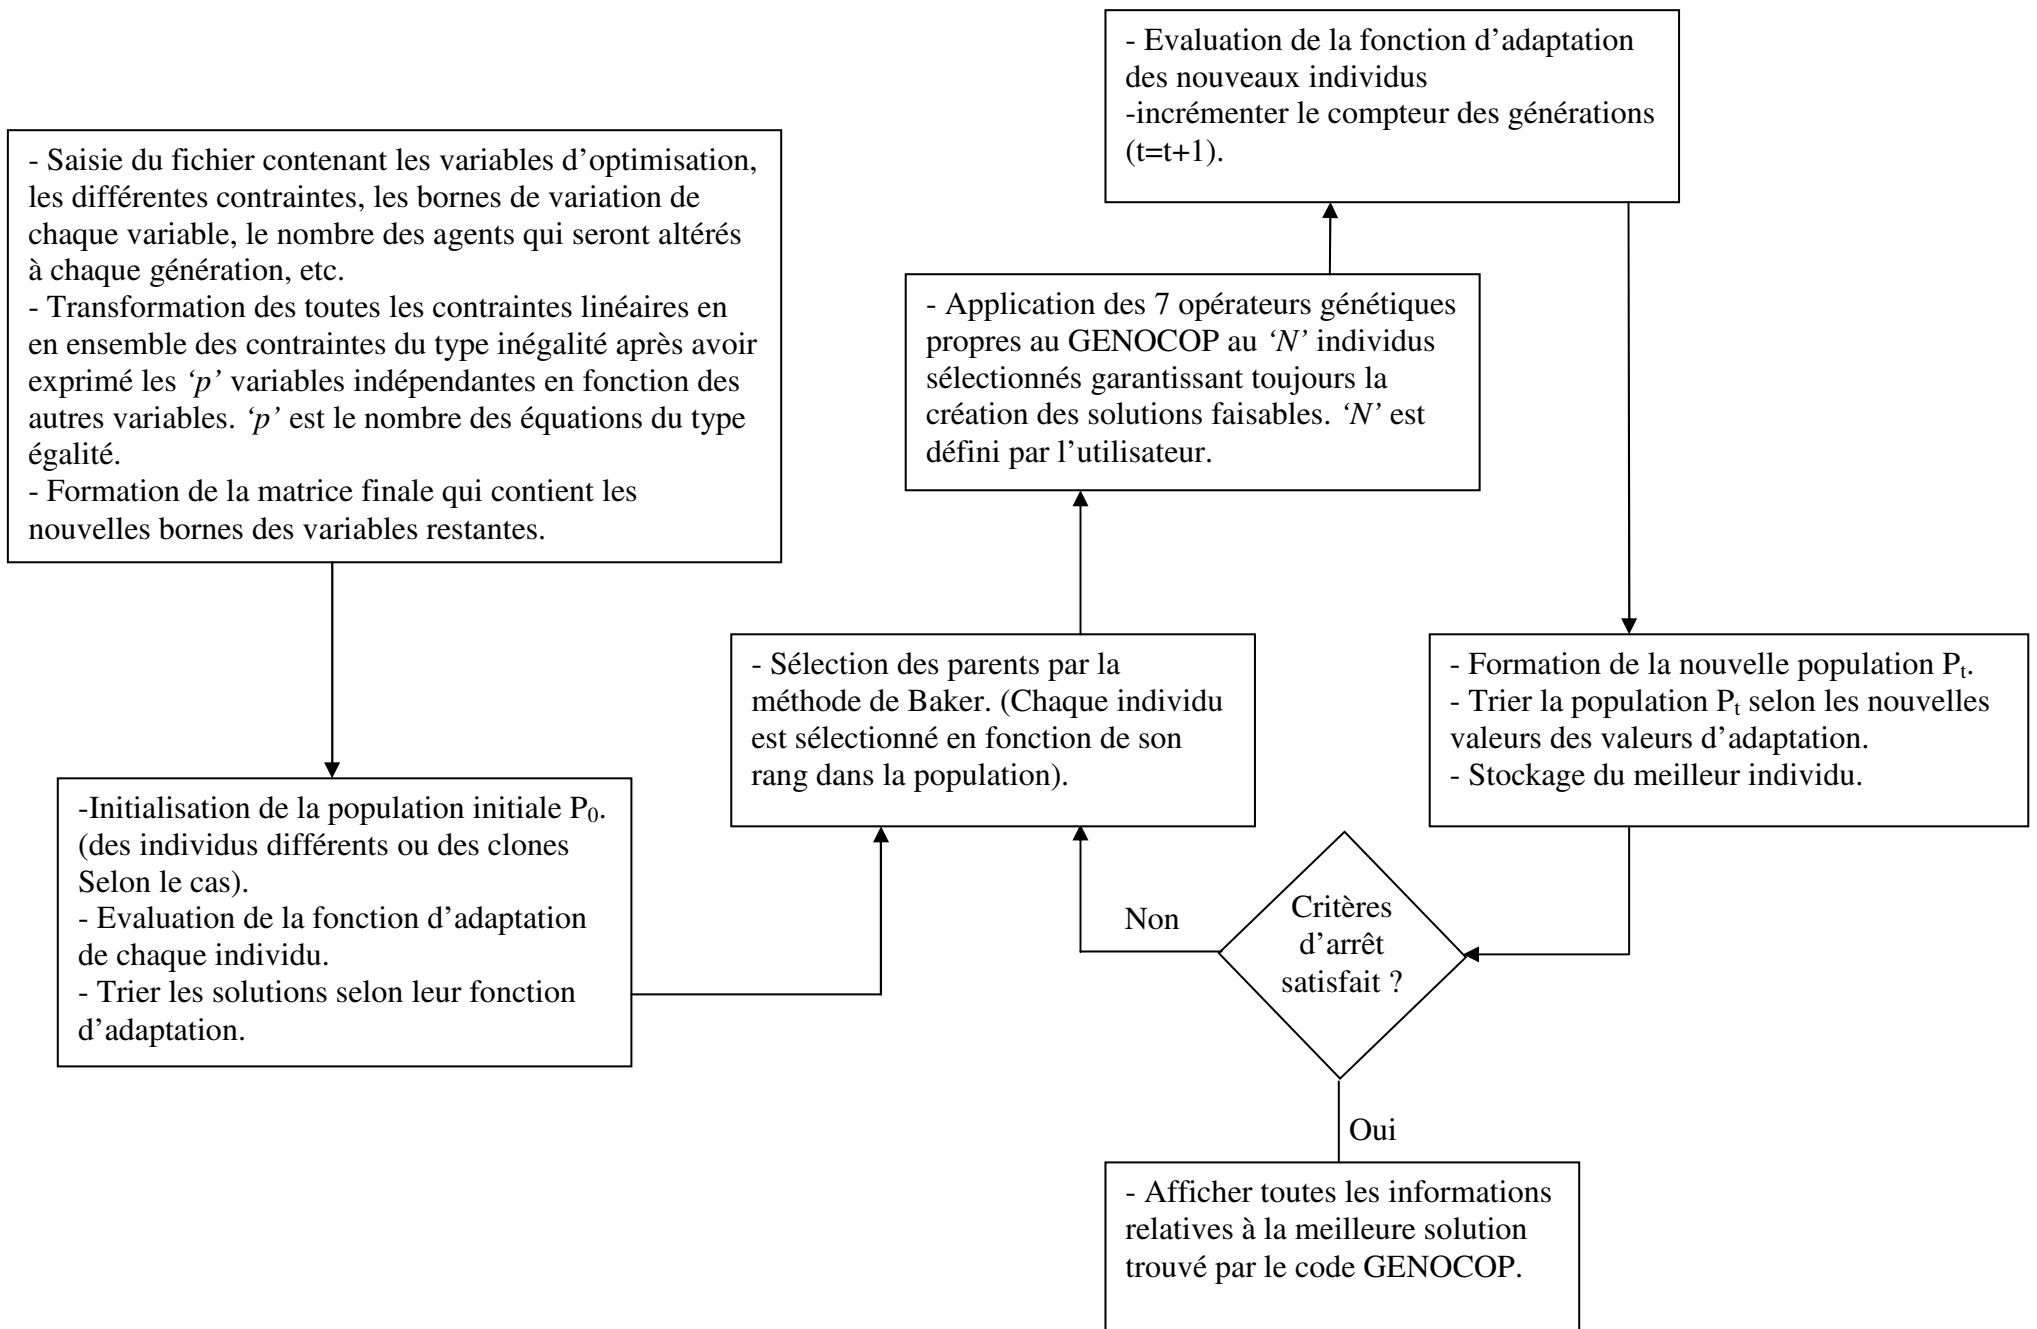 - Saisie du fichier contenant les variables d’optimisation,
les différentes contraintes, les bornes de variation de
chaque variable, le nombre des agents qui seront altérés
à chaque génération, etc.
- Transformation des toutes les contraintes linéaires en
en ensemble des contraintes du type inégalité après avoir
exprimé les ‘p’ variables indépendantes en fonction des
autres variables. ‘p’ est le nombre des équations du type
égalité.
- Formation de la matrice finale qui contient les
nouvelles bornes des variables restantes.
-Initialisation de la population initiale P0.
(des individus différents ou des clones
Selon le cas).
- Evaluation de la fonction d’adaptation
de chaque individu.
- Trier les solutions selon leur fonction
d’adaptation.
- Sélection des parents par la
méthode de Baker. (Chaque individu
est sélectionné en fonction de son
rang dans la population).
- Application des 7 opérateurs génétiques
propres au GENOCOP au ‘N’ individus
sélectionnés garantissant toujours la
création des solutions faisables. ‘N’ est
défini par l’utilisateur.
- Evaluation de la fonction d’adaptation
des nouveaux individus
-incrémenter le compteur des générations
(t=t+1).
- Formation de la nouvelle population Pt.
- Trier la population Pt selon les nouvelles
valeurs des valeurs d’adaptation.
- Stockage du meilleur individu.
Critères
d’arrêt
satisfait ?
Non
Oui
- Afficher toutes les informations
relatives à la meilleure solution
trouvé par le code GENOCOP.